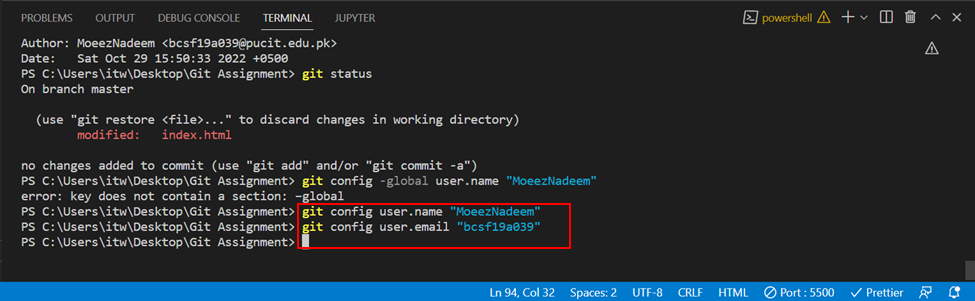 PROBLEMS OUTPUT DEBUG CONSOLE TERMINAL JUPYTER powershell
Author: MoeezNadeem <bcsf19a039@pucit.edu.pk>
Date:   Sat Oct 29 15:50:33 2022 +0500
PS C:\Users\itw\Desktop\Git Assignment> git status
On branch master
(use "git restore <file>..." to discard changes in working directory)
modified:   index.html
no changes added to commit (use "git add" and/or "git commit -a")
PS C:\Users\itw\Desktop\Git Assignment> git config -global user.name "MoeezNadeem"
error: key does not contain a section: -global
PS C:\Users\itw\Desktop\Git Assignment> git config user.name "MoeezNadeem"
PS C:\Users\itw\Desktop\Git Assignment> git config user.email "bcsf19a039"
PS C:\Users\itw\Desktop\Git Assignment>
Ln 94, Col 32 Spaces: 2 UTF-8 CRLF HTML Port : 5500 Prettier